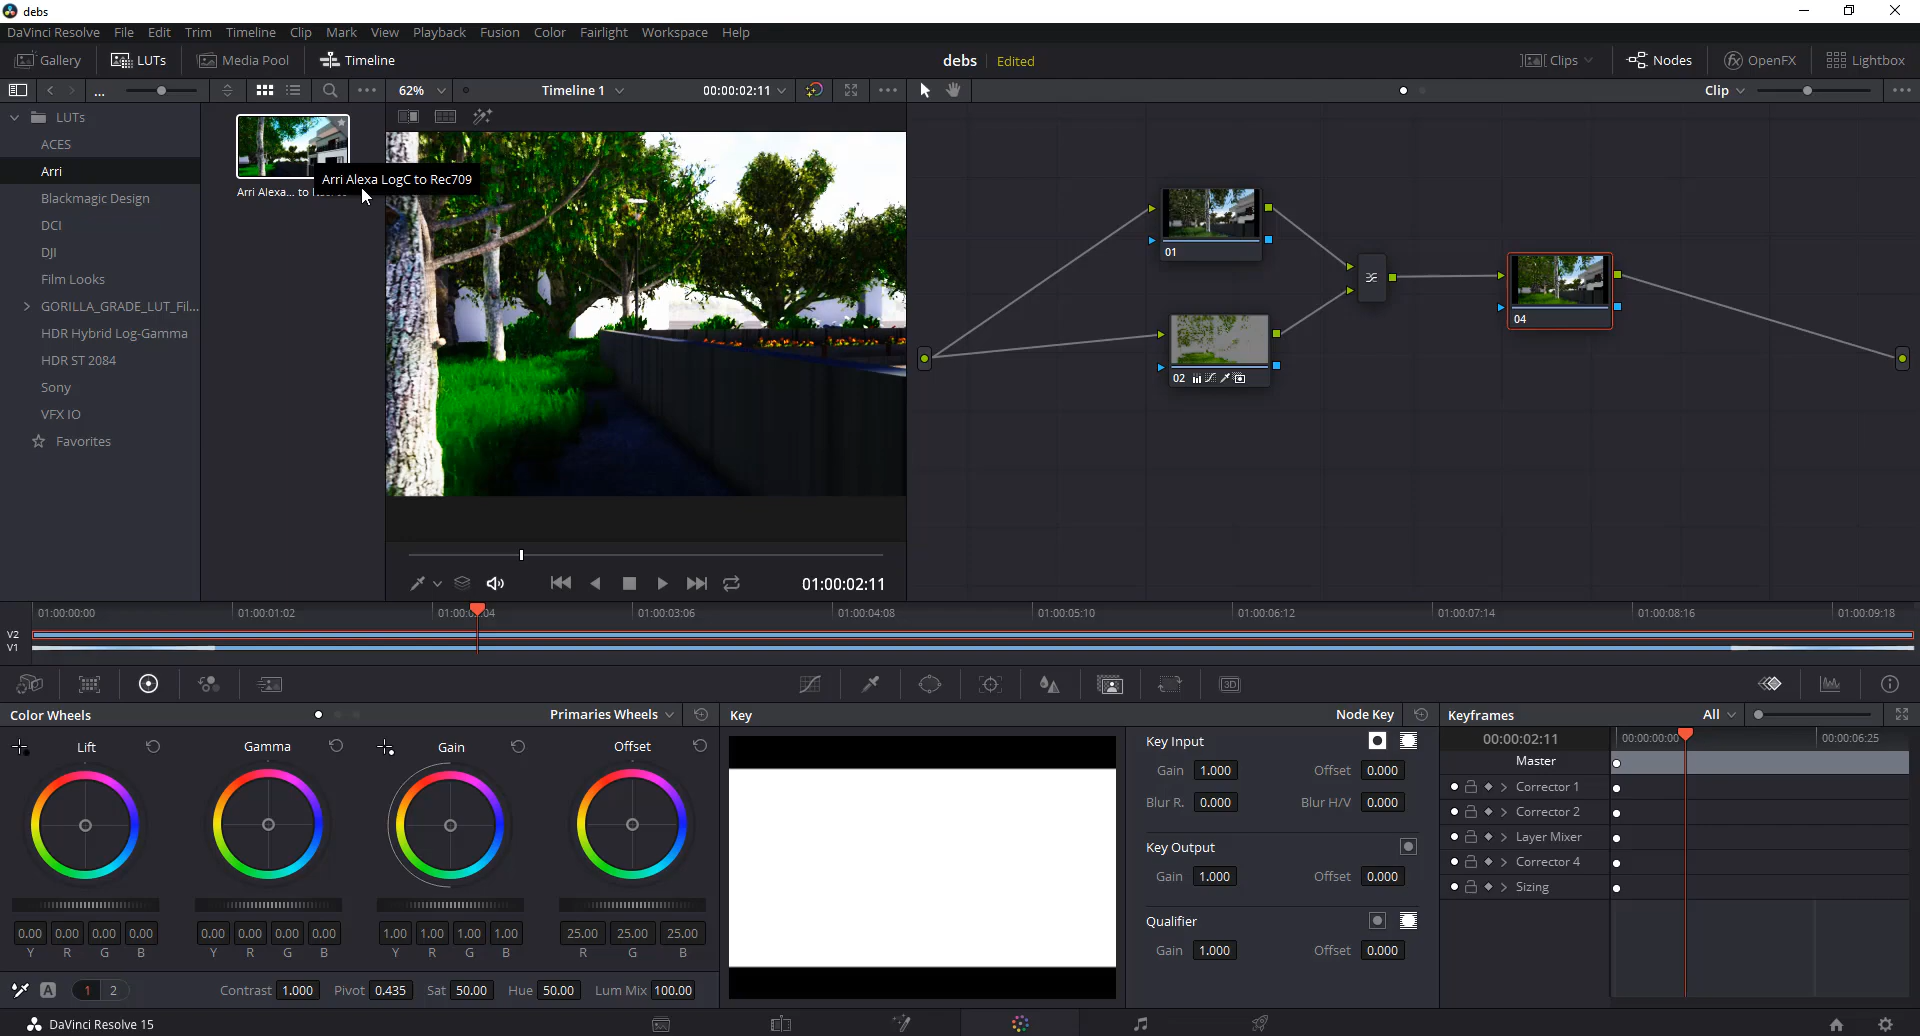 debs
DaVinci Resolve File Edit Trim Timeline Clip Mark View Playback Fusion Color Fairlight Workspace Help
Gallery LUTs Media Pool Timeline debs Edited Clips Nodes OpenFX Lightbox
... 62% Timeline 1 00:00:02:11 Clip
LUTs
ACES
Arri
Blackmagic Design
DCI
DJI
Film Looks
GORILLA_GRADE_LUT_Fil...
HDR Hybrid Log-Gamma
HDR ST 2084
Sony
VFX IO
Favorites
Arri Alexa LogC to Rec709
Arri Alexa... to
01
02
04
01:00:02:11
01:00:00:00 01:00:01:02 01:00:03:06 01:00:04:08 01:00:05:10 01:00:06:12 01:00:07:14 01:00:08:16 01:00:09:18
V2
V1
3D
Color Wheels Primaries Wheels
Lift Gamma Gain Offset
0.00 0.00 0.00 0.00 0.00 0.00 0.00 0.00 1.00 1.00 1.00 1.00 25.00 25.00 25.00
Y R G B Y R G B Y R G B R G B
A 1 2 Contrast 1.000 Pivot 0.435 Sat 50.00 Hue 50.00 Lum Mix 100.00
Key Node Key
Key Input
Gain 1.000 Offset 0.000
Blur R. 0.000 Blur H/V 0.000
Key Output
Gain 1.000 Offset 0.000
Qualifier
Gain 1.000 Offset 0.000
Keyframes All
00:00:02:11 00:00:00:00 00:00:06:25
Master
Corrector 1
Corrector 2
Layer Mixer
Corrector 4
Sizing
DaVinci Resolve 15